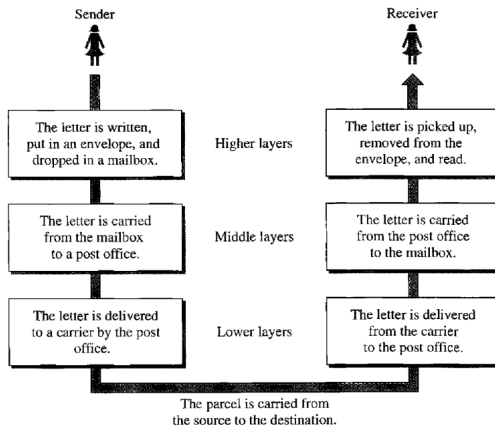 Sender
Receiver
The letter is written,
put in an envelope, and
dropped in a mailbox.
Higher layers
The letter is picked up,
removed from the
envelope, and read.
The letter is carried
from the mailbox
to a post office.
Middle layers
The letter is carried
from the post office
to the mailbox.
The letter is delivered
to a carrier by the post
office.
Lower layers
The letter is delivered
from the carrier
to the post office.
The parcel is carried from
the source to the destination.